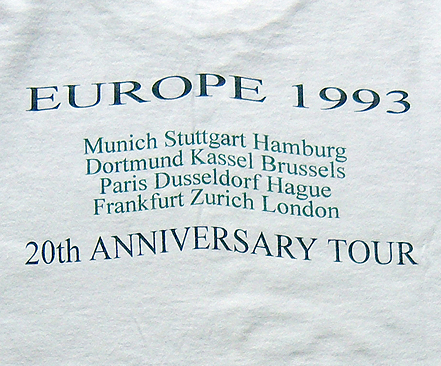 EUROPE 1993
Munich Stuttgart Hamburg
Dortmund Kassel Brussels
Paris Dusseldorf Hague
Frankfurt Zurich London
20th ANNIVERSARY TOUR